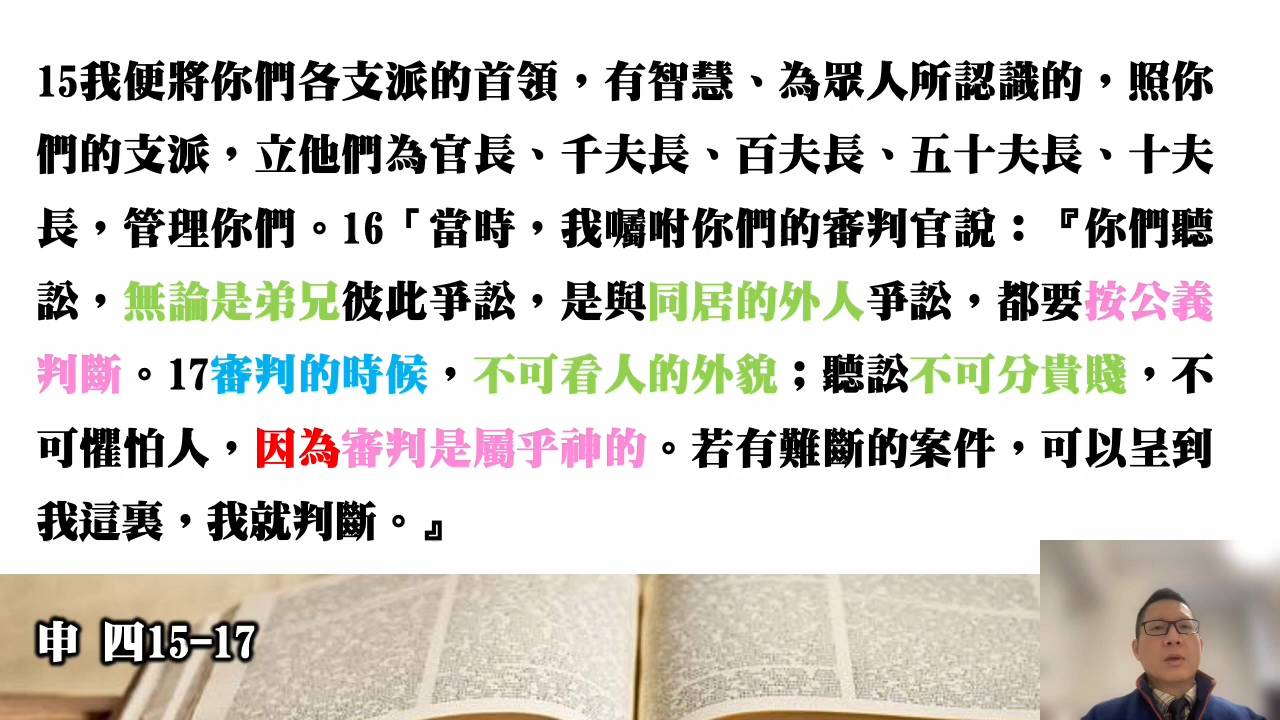 15我便將你們各支派的首領，有智慧、為眾人所認識的，照你
們的支派，立他們為官長、千夫長、百夫長、五十夫長、十夫
長，管理你們。16「當時，我囑咐你們的審判官說：『你們聽
訟，無論是弟兄彼此爭訟，是與同居的外人爭訟，都要按公義
判斷。17審判的時候，不可看人的外貌；聽訟不可分貴賤，不
可懼怕人，因為審判是屬乎神的。若有難斷的案件，可以呈到
我這裏，我就判斷。』
申 四15-17